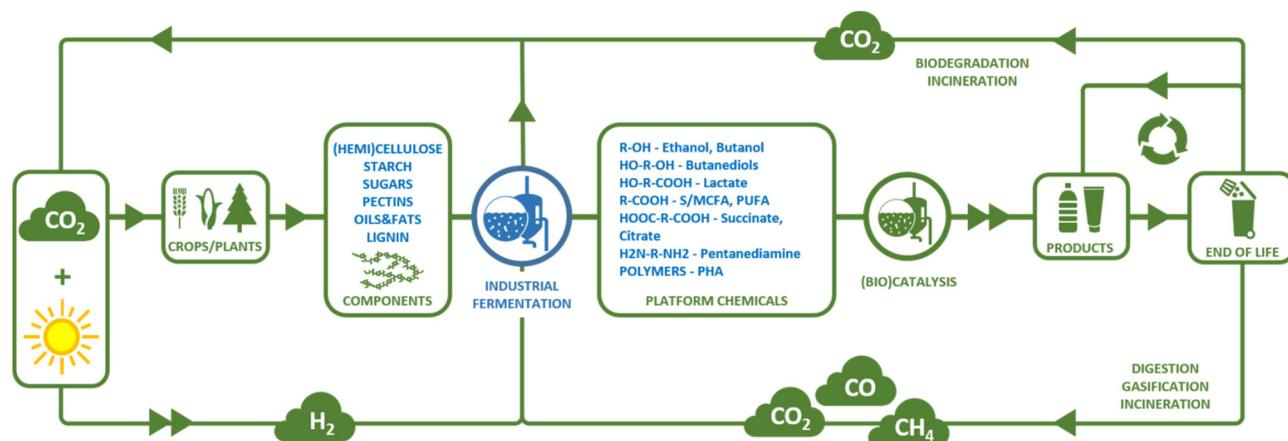 CO2
BIODEGRADATION
INCINERATION
CO2
+
CROPS/PLANTS
(HEMI)CELLULOSE
STARCH
SUGARS
PECTINS
OILS&FATS
LIGNIN
COMPONENTS
INDUSTRIAL
FERMENTATION
R-OH - Ethanol, Butanol
HO-R-OH - Butanediols
HO-R-COOH - Lactate
R-COOH - S/MCFA, PUFA
HOOC-R-COOH - Succinate,
Citrate
H2N-R-NH2 - Pentanediamine
POLYMERS - PHA
PLATFORM CHEMICALS
(BIO)CATALYSIS
PRODUCTS
END OF LIFE
H2
CO2
CO
CH4
DIGESTION
GASIFICATION
INCINERATION